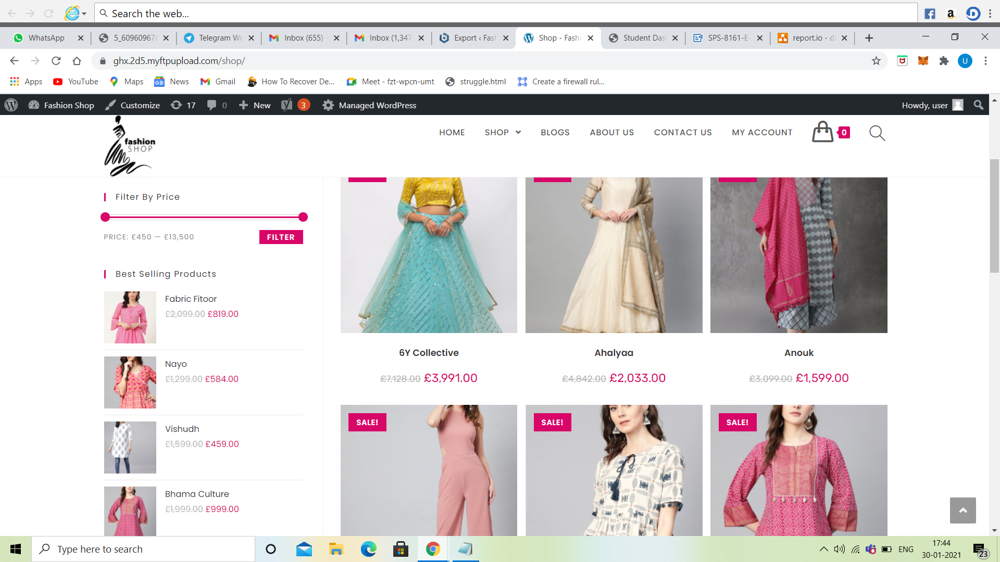 Search the web...
WhatsApp
5_609609676
Telegram We
Inbox (655) -
Inbox (1,347
Export ‹ Fash
Shop - Fashi
Student Das
SPS-8161-E-
report.io - di
ghx.2d5.myftpupload.com/shop/
U
Apps
YouTube
Maps
News
Gmail
How To Recover De...
Meet - fzt-wpcn-umt
struggle.html
Create a firewall rul...
Fashion Shop
Customize
17
0
New
3
Managed WordPress
Howdy, user
fashion
SHOP
HOME
SHOP
BLOGS
ABOUT US
CONTACT US
MY ACCOUNT
0
Filter By Price
PRICE: £450 — £13,500
FILTER
Best Selling Products
Fabric Fitoor
£2,099.00 £819.00
Nayo
£1,299.00 £584.00
Vishudh
£1,599.00 £459.00
Bhama Culture
£1,999.00 £999.00
6Y Collective
£7,128.00 £3,991.00
Ahalyaa
£4,842.00 £2,033.00
Anouk
£3,099.00 £1,599.00
SALE!
SALE!
SALE!
Type here to search
ENG
17:44
30-01-2021
23